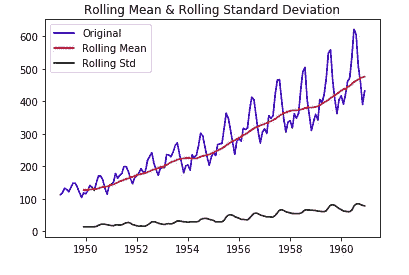 Rolling Mean & Rolling Standard Deviation
Original
Rolling Mean
Rolling Std
600
500
400
300
200
100
0
1950 1952 1954 1956 1958 1960